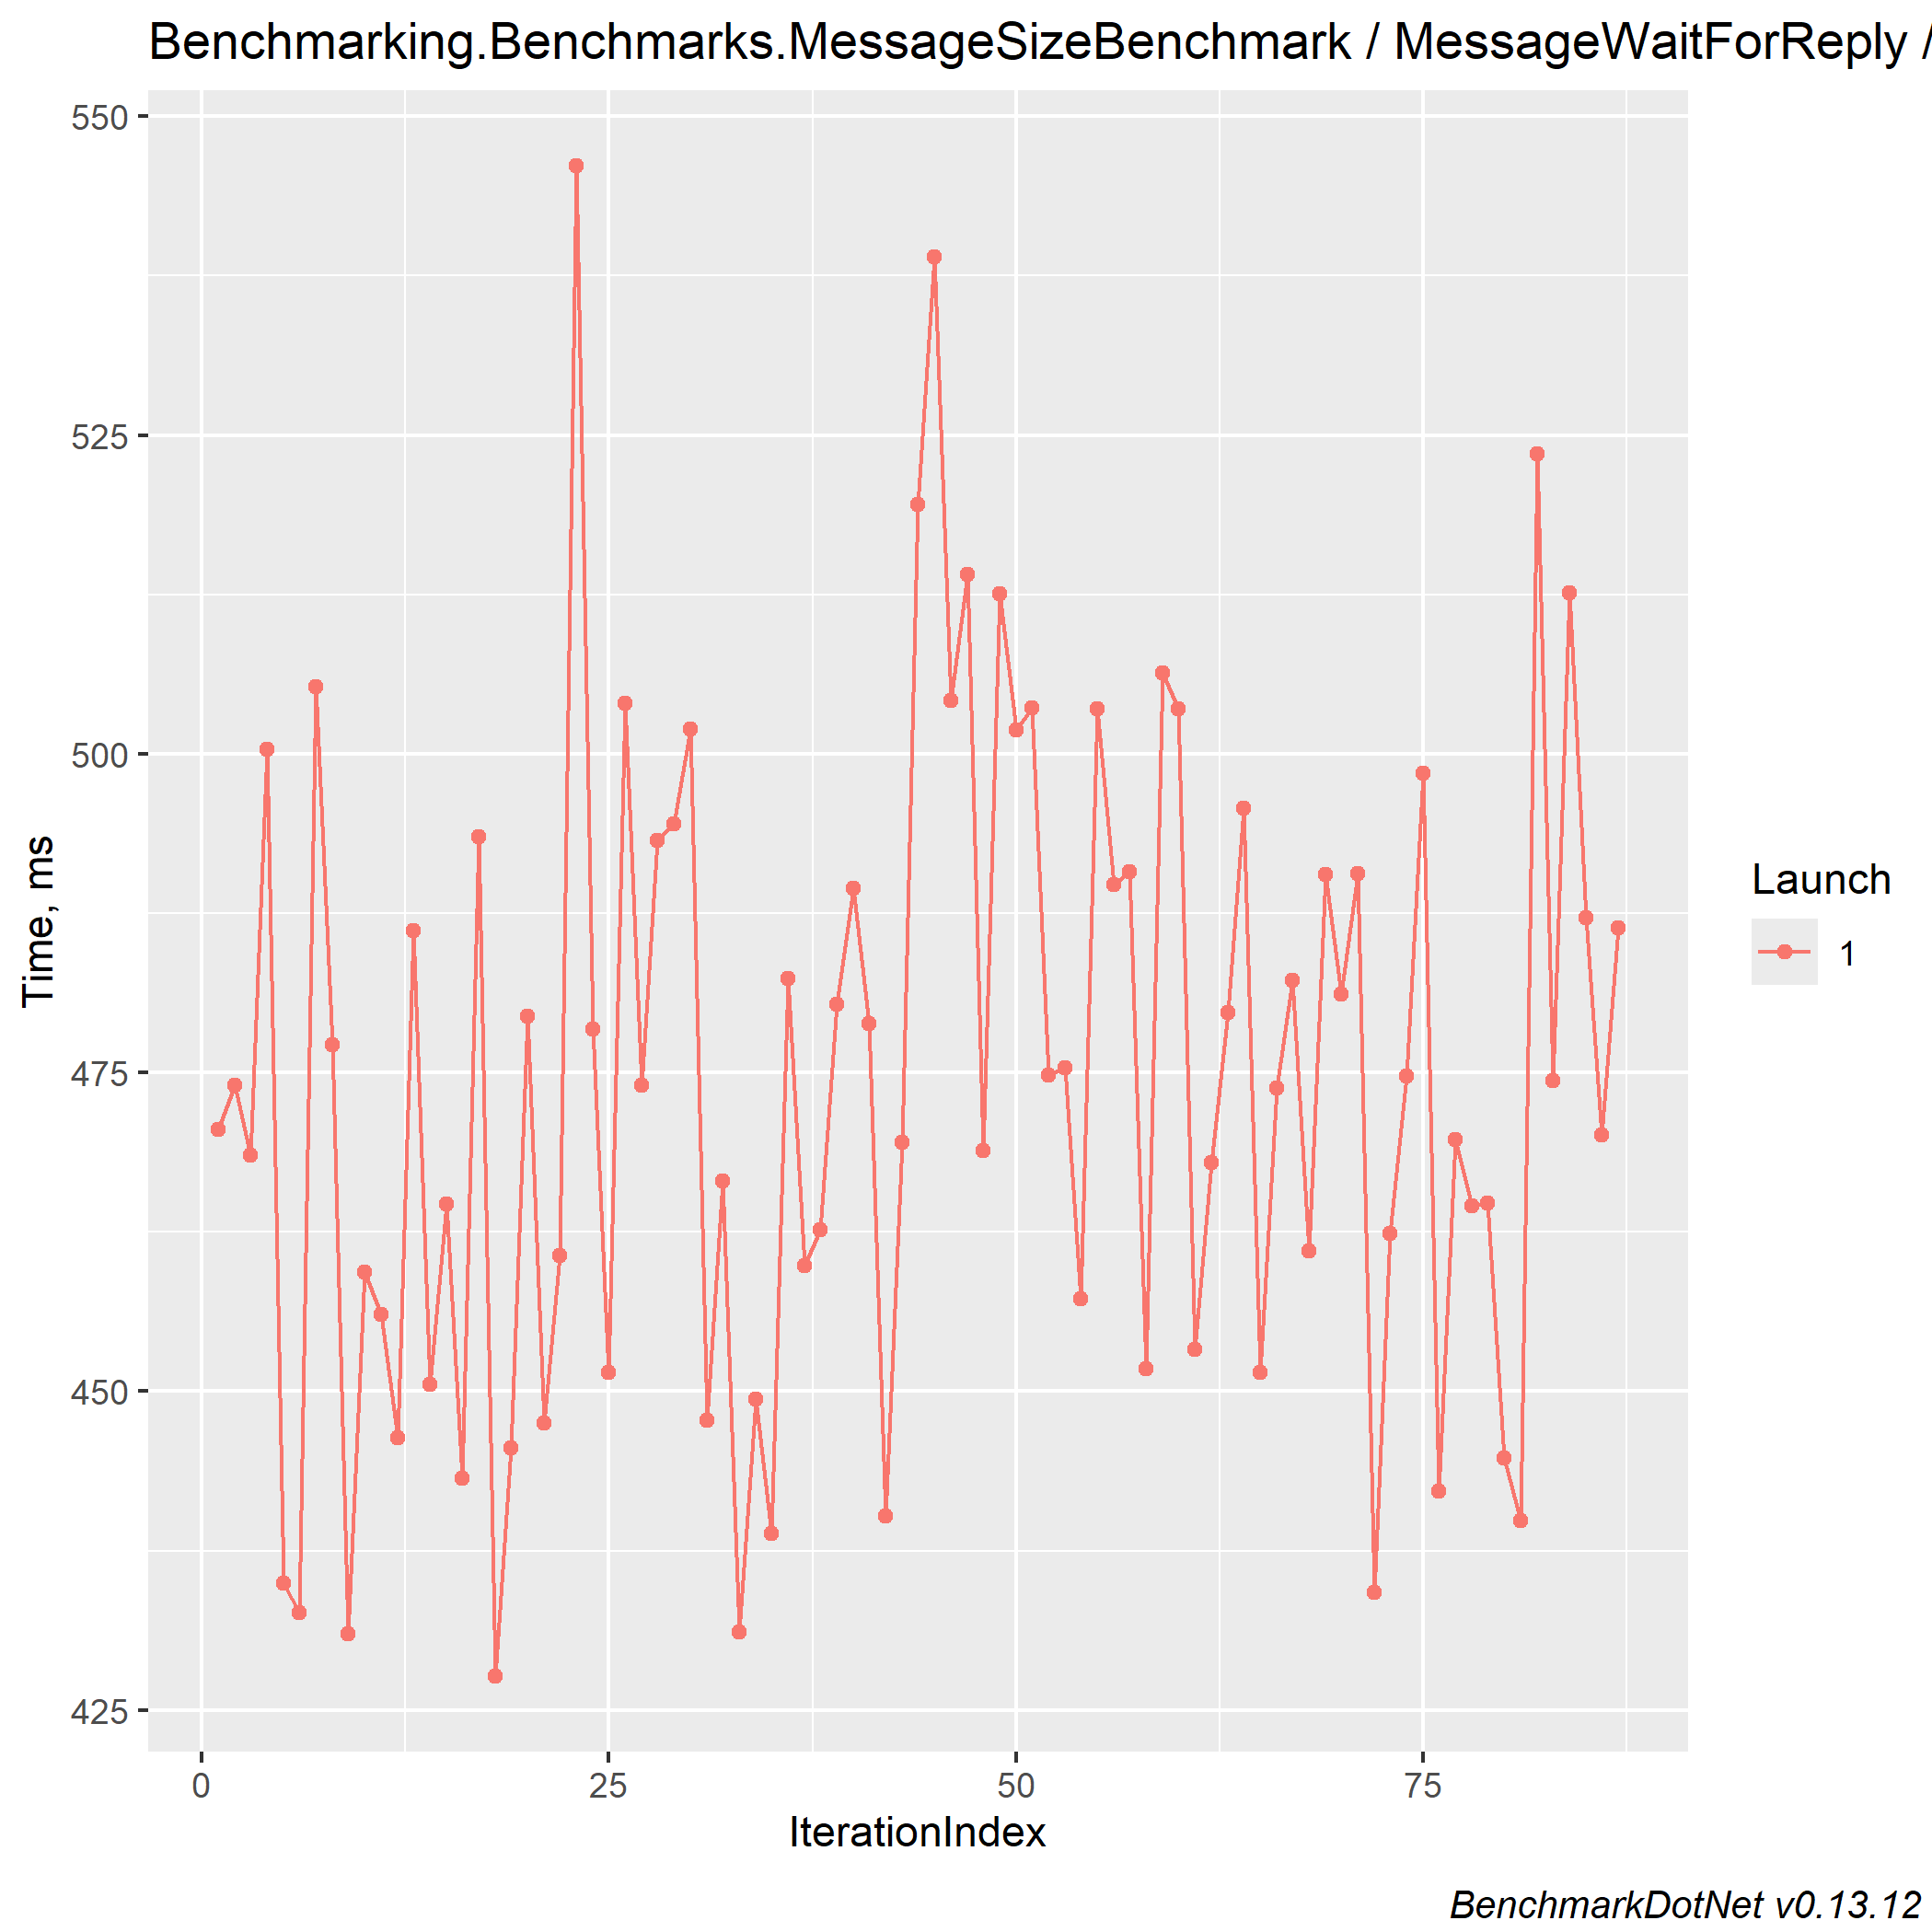 Benchmarking.Benchmarks.MessageSizeBenchmark / MessageWaitForReply /
550
525
500
475
450
425
Time, ms
0 25 50 75
IterationIndex
Launch
1
BenchmarkDotNet v0.13.12